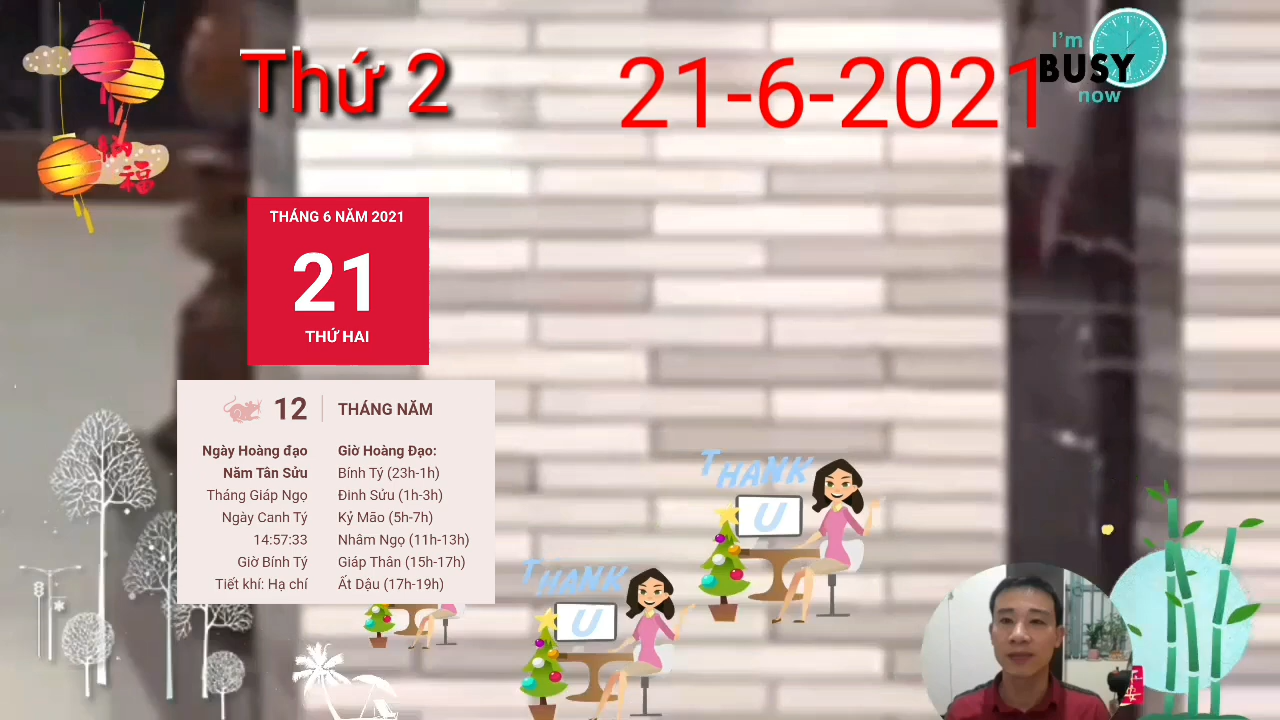 Thứ 2
21-6-2021
I'm
BUSY
now
福
THÁNG 6 NĂM 2021
21
THỨ HAI
12
THÁNG NĂM
Ngày Hoàng đạo
Năm Tân Sửu
Tháng Giáp Ngọ
Ngày Canh Tý
14:57:33
Giờ Bính Tý
Tiết khí: Hạ chí
Giờ Hoàng Đạo:
Bính Tý (23h-1h)
Đinh Sửu (1h-3h)
Kỷ Mão (5h-7h)
Nhâm Ngọ (11h-13h)
Giáp Thân (15h-17h)
Ất Dậu (17h-19h)
THANK
U
THANK
U